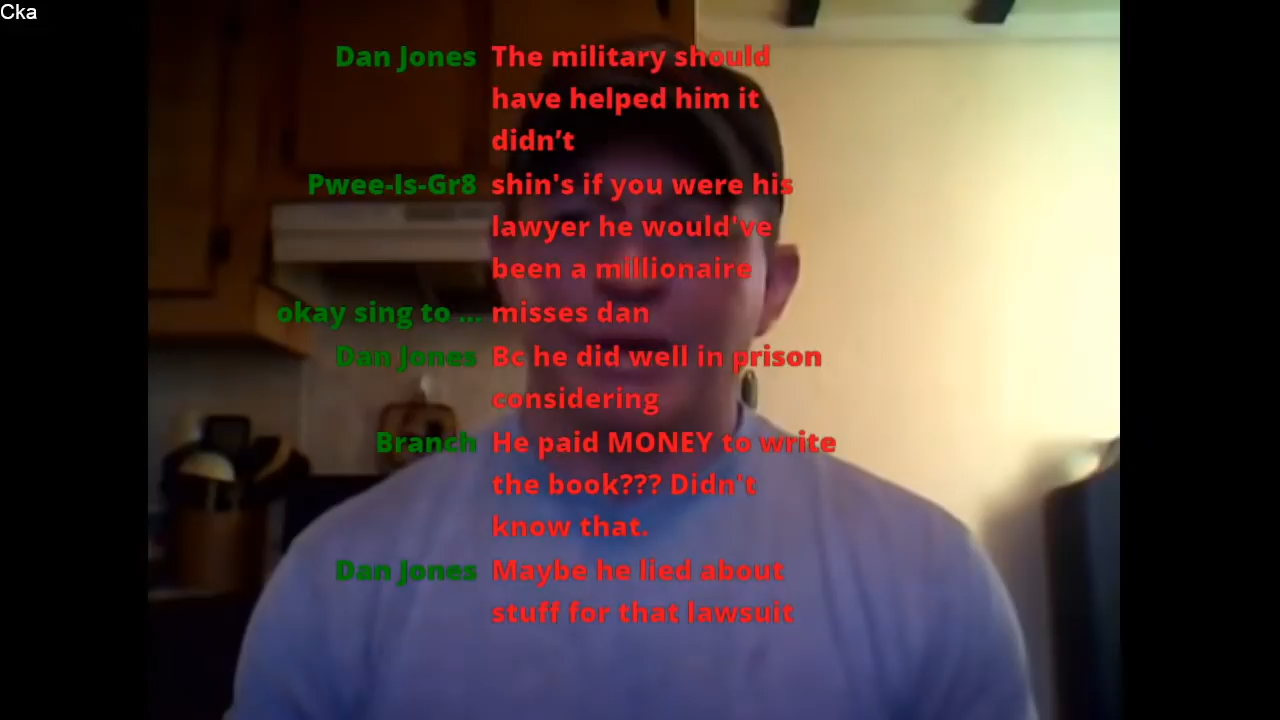 Cka
Dan Jones The military should
have helped him it
didn’t
Pwee-Is-Gr8 shin's if you were his
lawyer he would've
been a millionaire
okay sing to ... misses dan
Dan Jones Bc he did well in prison
considering
Branch He paid MONEY to write
the book??? Didn't
know that.
Dan Jones Maybe he lied about
stuff for that lawsuit